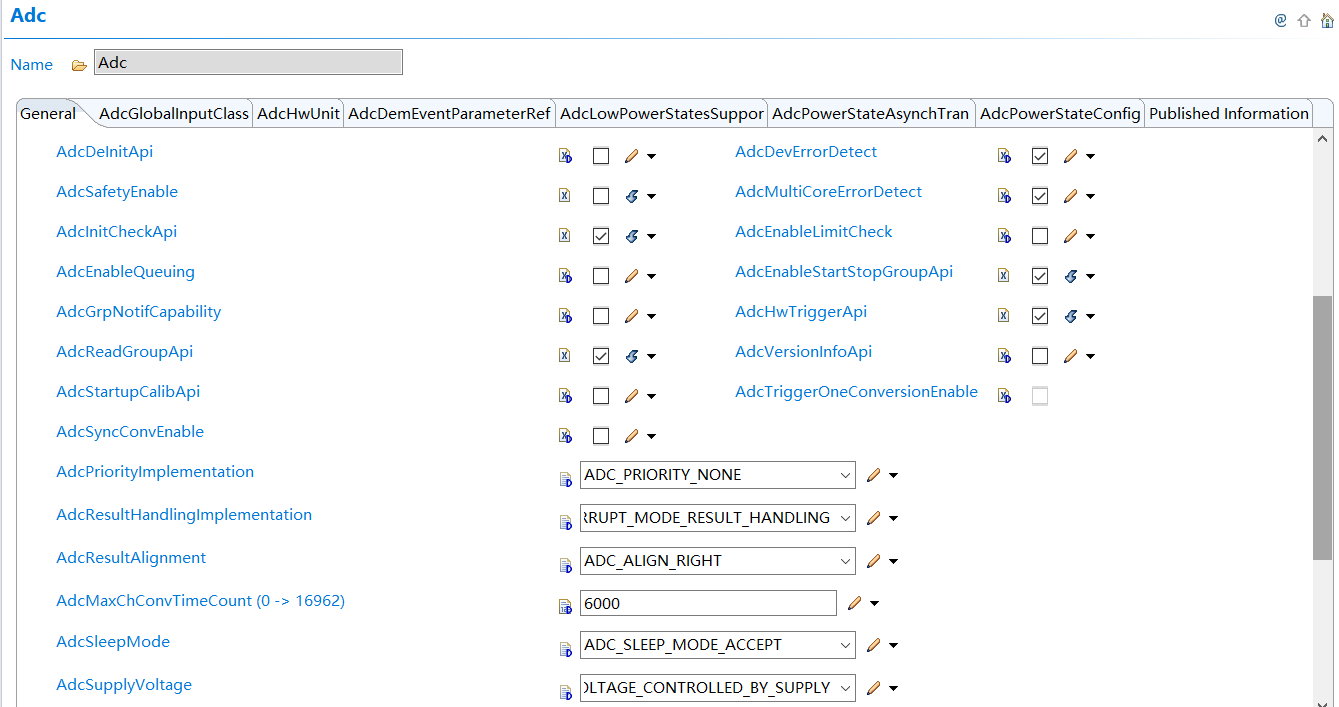 Adc
Name Adc
General AdcGlobalInputClass AdcHwUnit AdcDemEventParameterRef AdcLowPowerStatesSuppor AdcPowerStateAsynchTran AdcPowerStateConfig Published Information
AdcDeInitApi AdcDevErrorDetect
AdcSafetyEnable AdcMultiCoreErrorDetect
AdcInitCheckApi AdcEnableLimitCheck
AdcEnableQueuing AdcEnableStartStopGroupApi
AdcGrpNotifCapability AdcHwTriggerApi
AdcReadGroupApi AdcVersionInfoApi
AdcStartupCalibApi AdcTriggerOneConversionEnable
AdcSyncConvEnable
AdcPriorityImplementation ADC_PRIORITY_NONE
AdcResultHandlingImplementation RRUPT_MODE_RESULT_HANDLING
AdcResultAlignment ADC_ALIGN_RIGHT
AdcMaxChConvTimeCount (0 -> 16962) 6000
AdcSleepMode ADC_SLEEP_MODE_ACCEPT
AdcSupplyVoltage OLTAGE_CONTROLLED_BY_SUPPLY